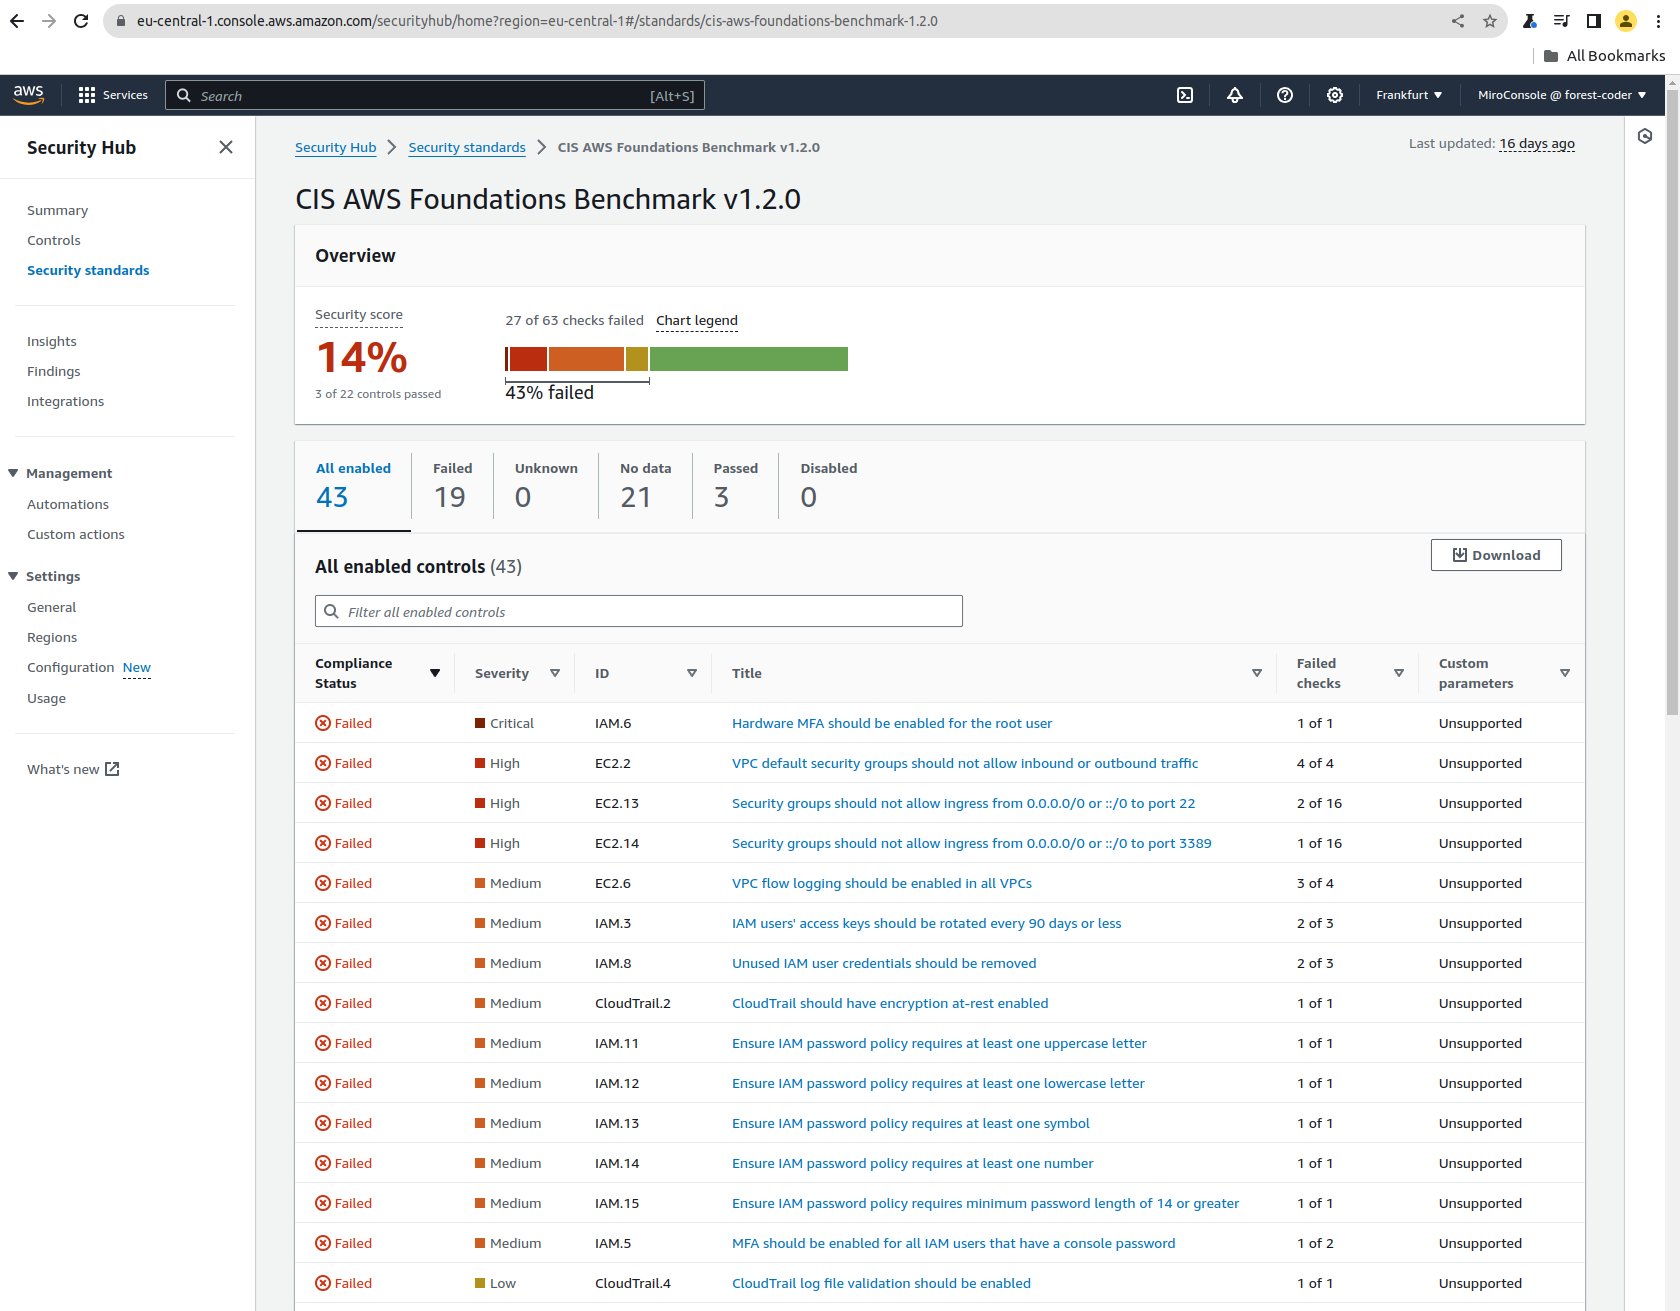 eu-central-1.console.aws.amazon.com/securityhub/home?region=eu-central-1#/standards/cis-aws-foundations-benchmark-1.2.0
All Bookmarks
aws Services Search [Alt+S] Frankfurt MiroConsole @ forest-coder
Security Hub
Summary
Controls
Security standards
Insights
Findings
Integrations
Management
Automations
Custom actions
Settings
General
Regions
Configuration New
Usage
What's new
Security Hub Security standards CIS AWS Foundations Benchmark v1.2.0
Last updated: 16 days ago
CIS AWS Foundations Benchmark v1.2.0
Overview
Security score
14%
3 of 22 controls passed
27 of 63 checks failed Chart legend
43% failed
All enabled Failed Unknown No data Passed Disabled
43 19 0 21 3 0
All enabled controls (43)
Download
Filter all enabled controls
Compliance Status Severity ID Title Failed checks Custom parameters
Failed Critical IAM.6 Hardware MFA should be enabled for the root user 1 of 1 Unsupported
Failed High EC2.2 VPC default security groups should not allow inbound or outbound traffic 4 of 4 Unsupported
Failed High EC2.13 Security groups should not allow ingress from 0.0.0.0/0 or ::/0 to port 22 2 of 16 Unsupported
Failed High EC2.14 Security groups should not allow ingress from 0.0.0.0/0 or ::/0 to port 3389 1 of 16 Unsupported
Failed Medium EC2.6 VPC flow logging should be enabled in all VPCs 3 of 4 Unsupported
Failed Medium IAM.3 IAM users' access keys should be rotated every 90 days or less 2 of 3 Unsupported
Failed Medium IAM.8 Unused IAM user credentials should be removed 2 of 3 Unsupported
Failed Medium CloudTrail.2 CloudTrail should have encryption at-rest enabled 1 of 1 Unsupported
Failed Medium IAM.11 Ensure IAM password policy requires at least one uppercase letter 1 of 1 Unsupported
Failed Medium IAM.12 Ensure IAM password policy requires at least one lowercase letter 1 of 1 Unsupported
Failed Medium IAM.13 Ensure IAM password policy requires at least one symbol 1 of 1 Unsupported
Failed Medium IAM.14 Ensure IAM password policy requires at least one number 1 of 1 Unsupported
Failed Medium IAM.15 Ensure IAM password policy requires minimum password length of 14 or greater 1 of 1 Unsupported
Failed Medium IAM.5 MFA should be enabled for all IAM users that have a console password 1 of 2 Unsupported
Failed Low CloudTrail.4 CloudTrail log file validation should be enabled 1 of 1 Unsupported